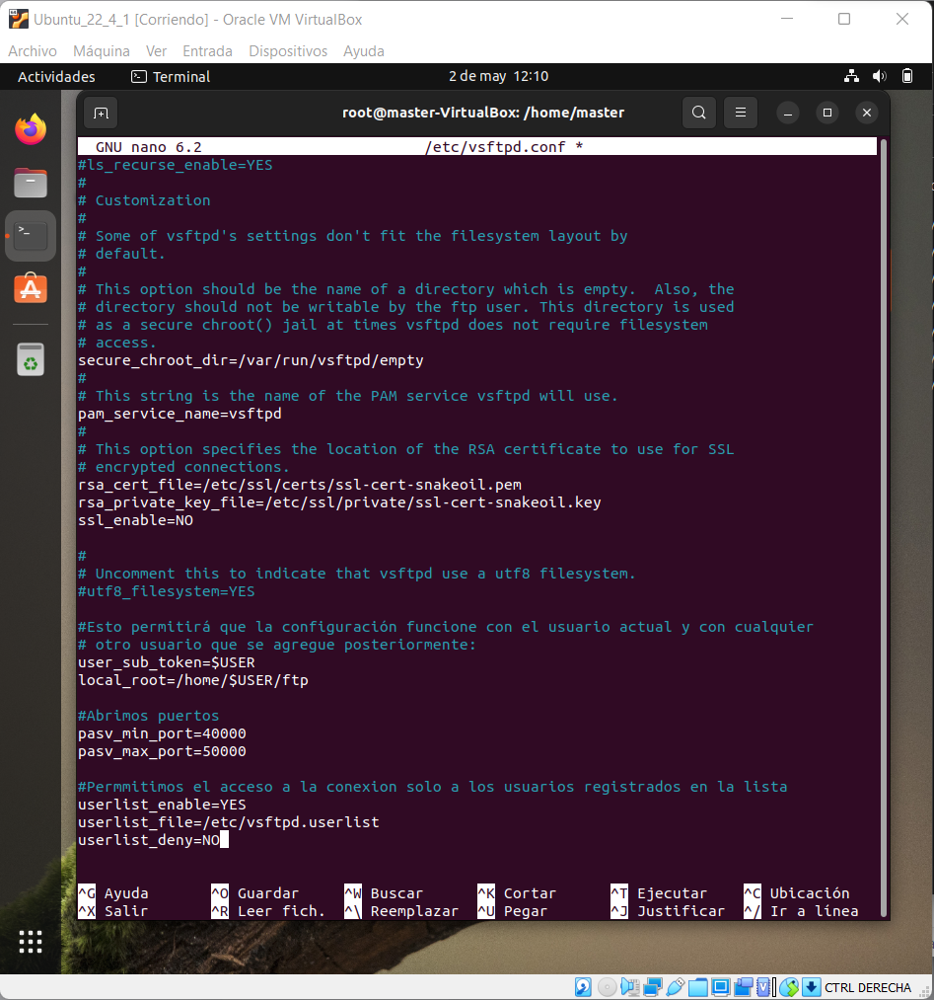 Ubuntu_22_4_1 [Corriendo] - Oracle VM VirtualBox
Archivo Máquina Ver Entrada Dispositivos Ayuda
Actividades Terminal 2 de may 12:10
root@master-VirtualBox: /home/master
GNU nano 6.2 /etc/vsftpd.conf *
#ls_recurse_enable=YES
#
# Customization
#
# Some of vsftpd's settings don't fit the filesystem layout by
# default.
#
# This option should be the name of a directory which is empty.  Also, the
# directory should not be writable by the ftp user. This directory is used
# as a secure chroot() jail at times vsftpd does not require filesystem
# access.
secure_chroot_dir=/var/run/vsftpd/empty
#
# This string is the name of the PAM service vsftpd will use.
pam_service_name=vsftpd
#
# This option specifies the location of the RSA certificate to use for SSL
# encrypted connections.
rsa_cert_file=/etc/ssl/certs/ssl-cert-snakeoil.pem
rsa_private_key_file=/etc/ssl/private/ssl-cert-snakeoil.key
ssl_enable=NO
#
# Uncomment this to indicate that vsftpd use a utf8 filesystem.
#utf8_filesystem=YES
#Esto permitirá que la configuración funcione con el usuario actual y con cualquier
# otro usuario que se agregue posteriormente:
user_sub_token=$USER
local_root=/home/$USER/ftp
#Abrimos puertos
pasv_min_port=40000
pasv_max_port=50000
#Permmitimos el acceso a la conexion solo a los usuarios registrados en la lista
userlist_enable=YES
userlist_file=/etc/vsftpd.userlist
userlist_deny=NO
^G Ayuda ^O Guardar ^W Buscar ^K Cortar ^T Ejecutar ^C Ubicación
^X Salir ^R Leer fich. ^\ Reemplazar ^U Pegar ^J Justificar ^/ Ir a línea
CTRL DERECHA